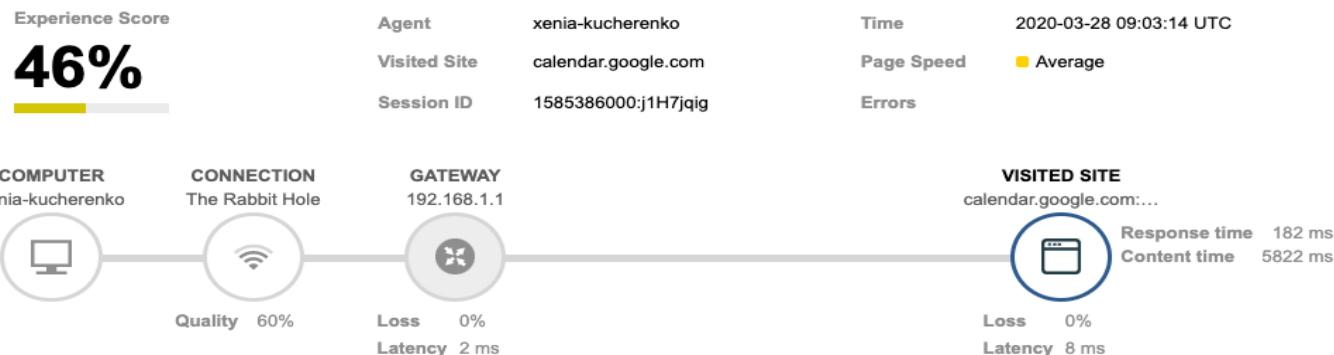 Experience Score
46%
Agent xenia-kucherenko
Visited Site calendar.google.com
Session ID 1585386000:j1H7jqig
Time 2020-03-28 09:03:14 UTC
Page Speed Average
Errors
COMPUTER
nia-kucherenko
CONNECTION
The Rabbit Hole
Quality 60%
GATEWAY
192.168.1.1
Loss 0%
Latency 2 ms
VISITED SITE
calendar.google.com:...
Response time 182 ms
Content time 5822 ms
Loss 0%
Latency 8 ms